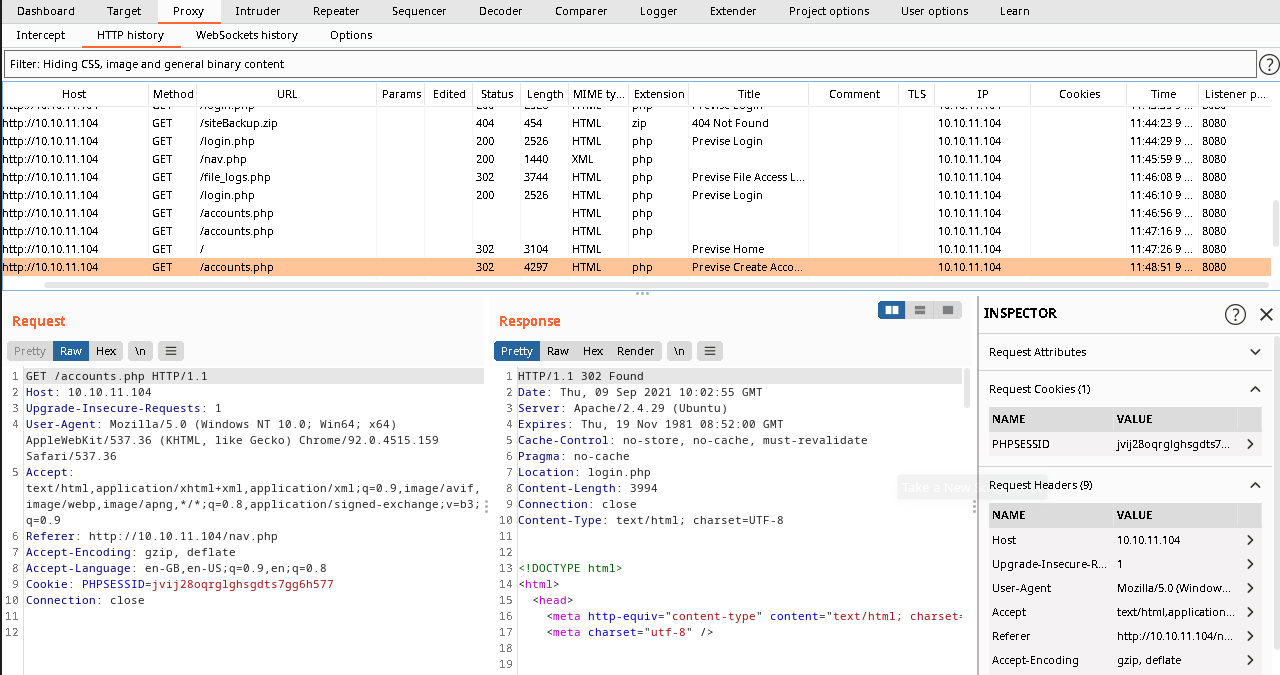 Dashboard Target Proxy Intruder Repeater Sequencer Decoder Comparer Logger Extender Project options User options Learn
Intercept HTTP history WebSockets history Options
Filter: Hiding CSS, image and general binary content ?
Host Method URL Params Edited Status Length MIME ty... Extension Title Comment TLS IP Cookies Time Listener p...
http://10.10.11.104 GET /siteBackup.zip 404 454 HTML zip 404 Not Found 10.10.11.104 11:44:23 9 ... 8080
http://10.10.11.104 GET /login.php 200 2526 HTML php Previse Login 10.10.11.104 11:44:29 9 ... 8080
http://10.10.11.104 GET /nav.php 200 1440 XML php 10.10.11.104 11:45:59 9 ... 8080
http://10.10.11.104 GET /file_logs.php 302 3744 HTML php Previse File Access L... 10.10.11.104 11:46:08 9 ... 8080
http://10.10.11.104 GET /login.php 200 2526 HTML php Previse Login 10.10.11.104 11:46:10 9 ... 8080
http://10.10.11.104 GET /accounts.php HTML php 10.10.11.104 11:46:56 9 ... 8080
http://10.10.11.104 GET /accounts.php HTML php 10.10.11.104 11:47:16 9 ... 8080
http://10.10.11.104 GET / 302 3104 HTML Previse Home 10.10.11.104 11:47:26 9 ... 8080
http://10.10.11.104 GET /accounts.php 302 4297 HTML php Previse Create Acco... 10.10.11.104 11:48:51 9 ... 8080
Request
Pretty Raw Hex \n
1 GET /accounts.php HTTP/1.1
2 Host: 10.10.11.104
3 Upgrade-Insecure-Requests: 1
4 User-Agent: Mozilla/5.0 (Windows NT 10.0; Win64; x64)
AppleWebKit/537.36 (KHTML, like Gecko) Chrome/92.0.4515.159
Safari/537.36
5 Accept:
text/html,application/xhtml+xml,application/xml;q=0.9,image/avif,
image/webp,image/apng,*/*;q=0.8,application/signed-exchange;v=b3;
q=0.9
6 Referer: http://10.10.11.104/nav.php
7 Accept-Encoding: gzip, deflate
8 Accept-Language: en-GB,en-US;q=0.9,en;q=0.8
9 Cookie: PHPSESSID=jvij28oqrglghsgdts7gg6h577
10 Connection: close
11
12
Response
Pretty Raw Hex Render \n
1 HTTP/1.1 302 Found
2 Date: Thu, 09 Sep 2021 10:02:55 GMT
3 Server: Apache/2.4.29 (Ubuntu)
4 Expires: Thu, 19 Nov 1981 08:52:00 GMT
5 Cache-Control: no-store, no-cache, must-revalidate
6 Pragma: no-cache
7 Location: login.php
8 Content-Length: 3994
9 Connection: close
10 Content-Type: text/html; charset=UTF-8
11
12
13 <!DOCTYPE html>
14 <html>
15 <head>
16 <meta http-equiv="content-type" content="text/html; charset=
17 <meta charset="utf-8" />
18
19
Take a New
INSPECTOR ?
Request Attributes
Request Cookies (1)
NAME VALUE
PHPSESSID jvij28oqrglghsgdts7...
Request Headers (9)
NAME VALUE
Host 10.10.11.104
Upgrade-Insecure-R... 1
User-Agent Mozilla/5.0 (Window...
Accept text/html,application...
Referer http://10.10.11.104/n...
Accept-Encoding gzip, deflate